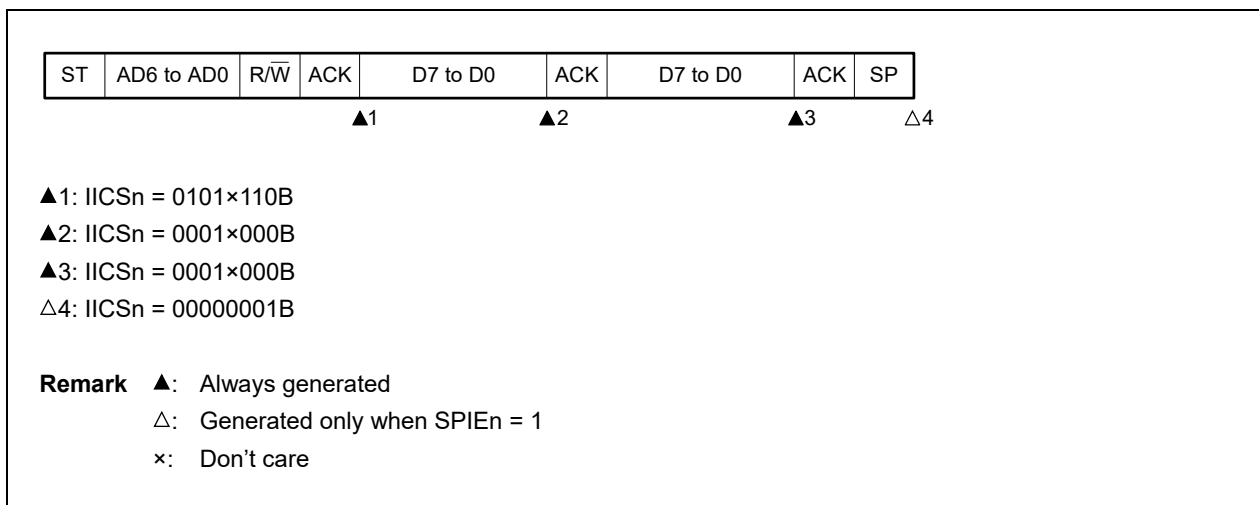 ST AD6 to AD0 R/W̅ ACK D7 to D0 ACK D7 to D0 ACK SP
▲1 ▲2 ▲3 △4
▲1: IICSn = 0101×110B
▲2: IICSn = 0001×000B
▲3: IICSn = 0001×000B
△4: IICSn = 00000001B
Remark ▲: Always generated
△: Generated only when SPIEn = 1
×: Don't care